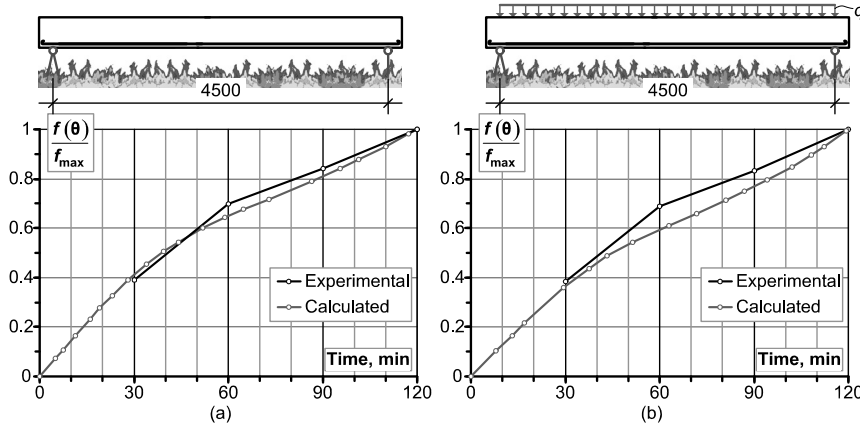 4500
f(θ)
f max
1
0.8
0.6
0.4
0.2
0
Experimental
Calculated
Time, min
0 30 60 90 120
(a)
q
4500
f(θ)
f max
1
0.8
0.6
0.4
0.2
0
Experimental
Calculated
Time, min
0 30 60 90 120
(b)